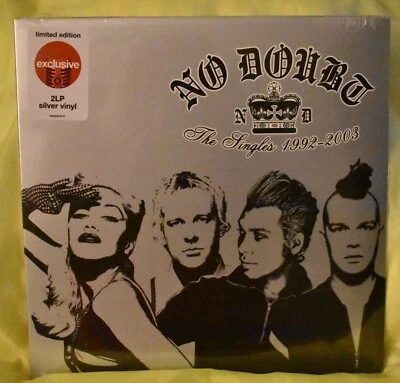 limited edition
exclusive
2LP
silver vinyl
NO DOUBT
N D
The Singles 1992-2003